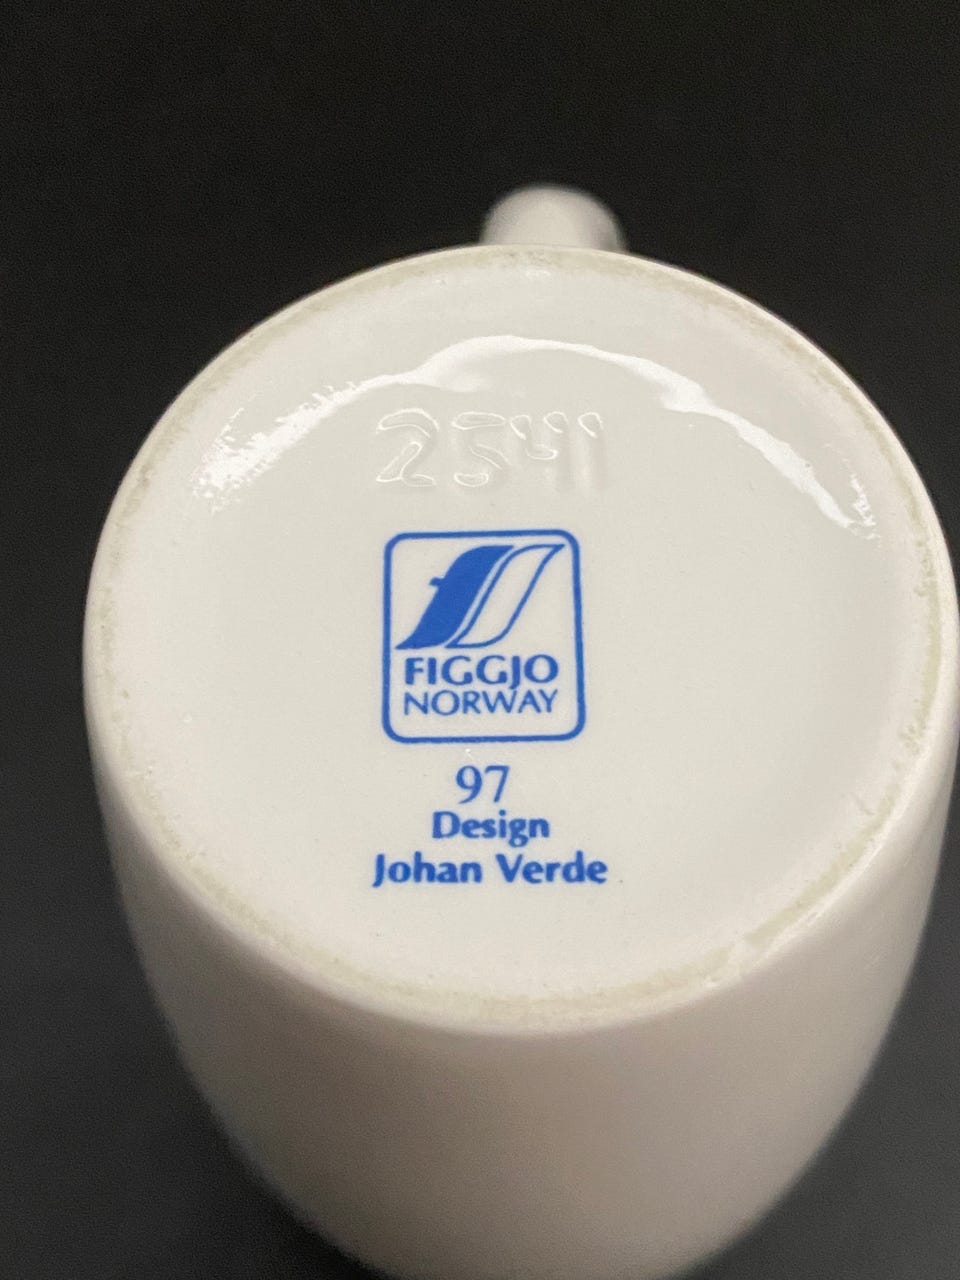 2541
FIGGJO
NORWAY
97
Design
Johan Verde